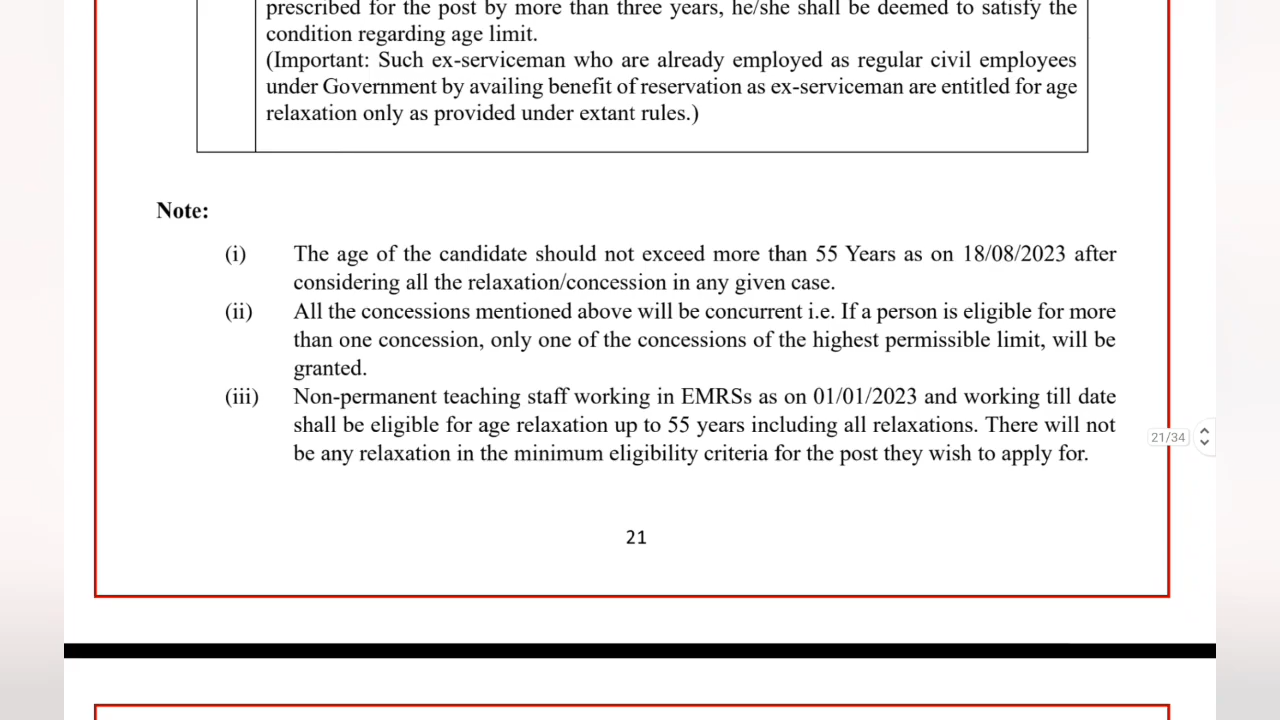 prescribed for the post by more than three years, he/she shall be deemed to satisfy the
condition regarding age limit.
(Important: Such ex-serviceman who are already employed as regular civil employees
under Government by availing benefit of reservation as ex-serviceman are entitled for age
relaxation only as provided under extant rules.)
Note:
(i) The age of the candidate should not exceed more than 55 Years as on 18/08/2023 after
considering all the relaxation/concession in any given case.
(ii) All the concessions mentioned above will be concurrent i.e. If a person is eligible for more
than one concession, only one of the concessions of the highest permissible limit, will be
granted.
(iii) Non-permanent teaching staff working in EMRSs as on 01/01/2023 and working till date
shall be eligible for age relaxation up to 55 years including all relaxations. There will not
be any relaxation in the minimum eligibility criteria for the post they wish to apply for.
21/34
21